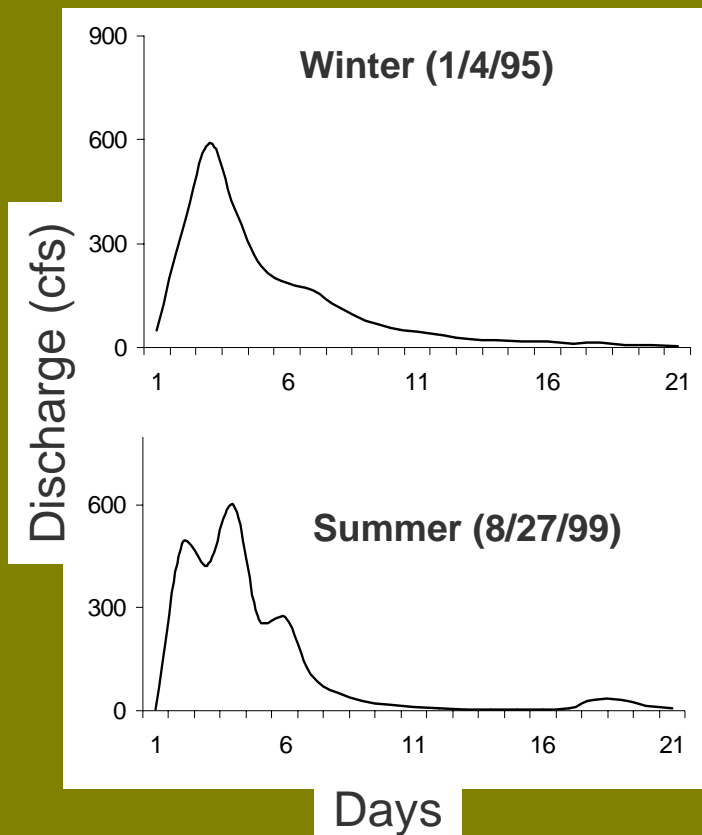 900
Winter (1/4/95)
600
300
0
1 6 11 16 21
Discharge (cfs)
600
Summer (8/27/99)
300
0
1 6 11 16 21
Days